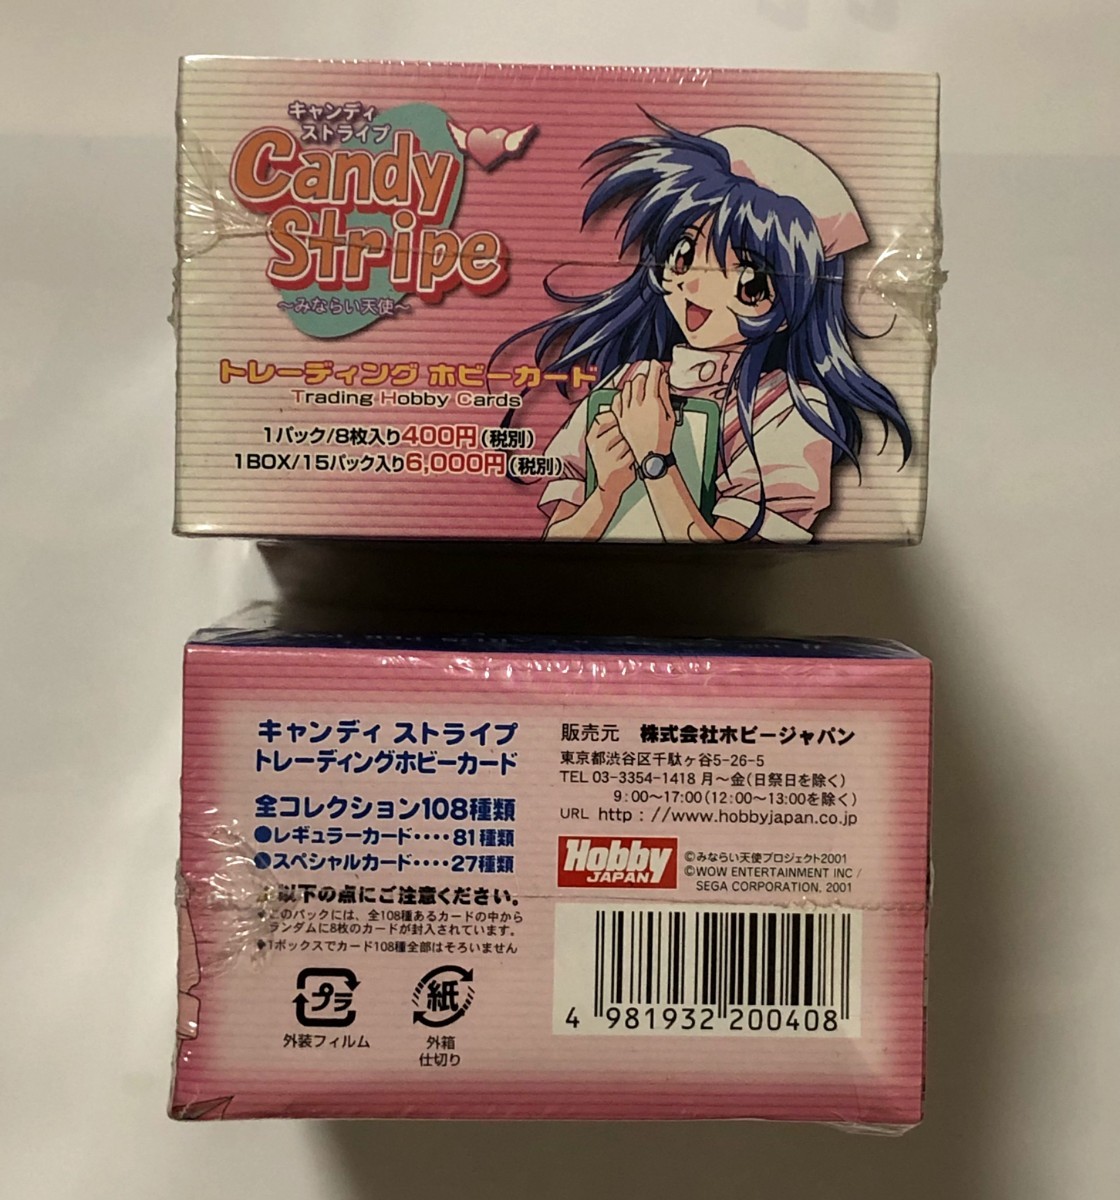 キャンディ
ストライプ
Candy
Stripe
～みならい天使～
トレーディング ホビーカード
Trading Hobby Cards
1パック/8枚入り400円(税別)
1BOX/15パック入り6,000円(税別)
キャンディ ストライプ
トレーディングホビーカード
全コレクション108種類
●レギュラーカード････81種類
●スペシャルカード････27種類
以下の点にご注意ください。
このパックには、全108種あるカードの中から
ランダムに8枚のカードが封入されています。
◆1ボックスでカード108種全部はそろいません
プラ
外装フィルム
紙
外箱
仕切り
販売元 株式会社ホビージャパン
東京都渋谷区千駄ヶ谷5-26-5
TEL 03-3354-1418 月～金(日祭日を除く)
9:00～17:00(12:00～13:00を除く)
URL http : //www.hobbyjapan.co.jp
Hobby
JAPAN
©みならい天使プロジェクト2001
©WOW ENTERTAINMENT INC /
SEGA CORPORATION, 2001
4 981932 200408